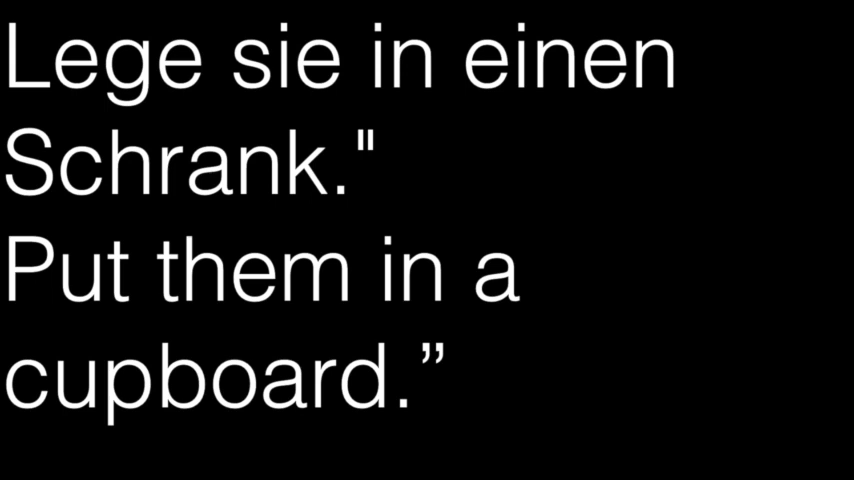 Lege sie in einen
Schrank."
Put them in a
cupboard.”